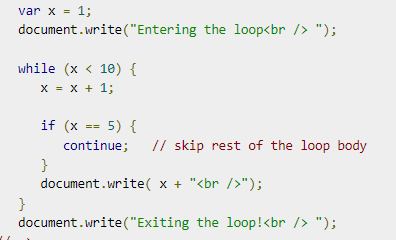 var x = 1;
document.write("Entering the loop<br /> ");
while (x < 10) {
x = x + 1;
if (x == 5) {
continue;   // skip rest of the loop body
}
document.write( x + "<br />");
}
document.write("Exiting the loop!<br /> ");